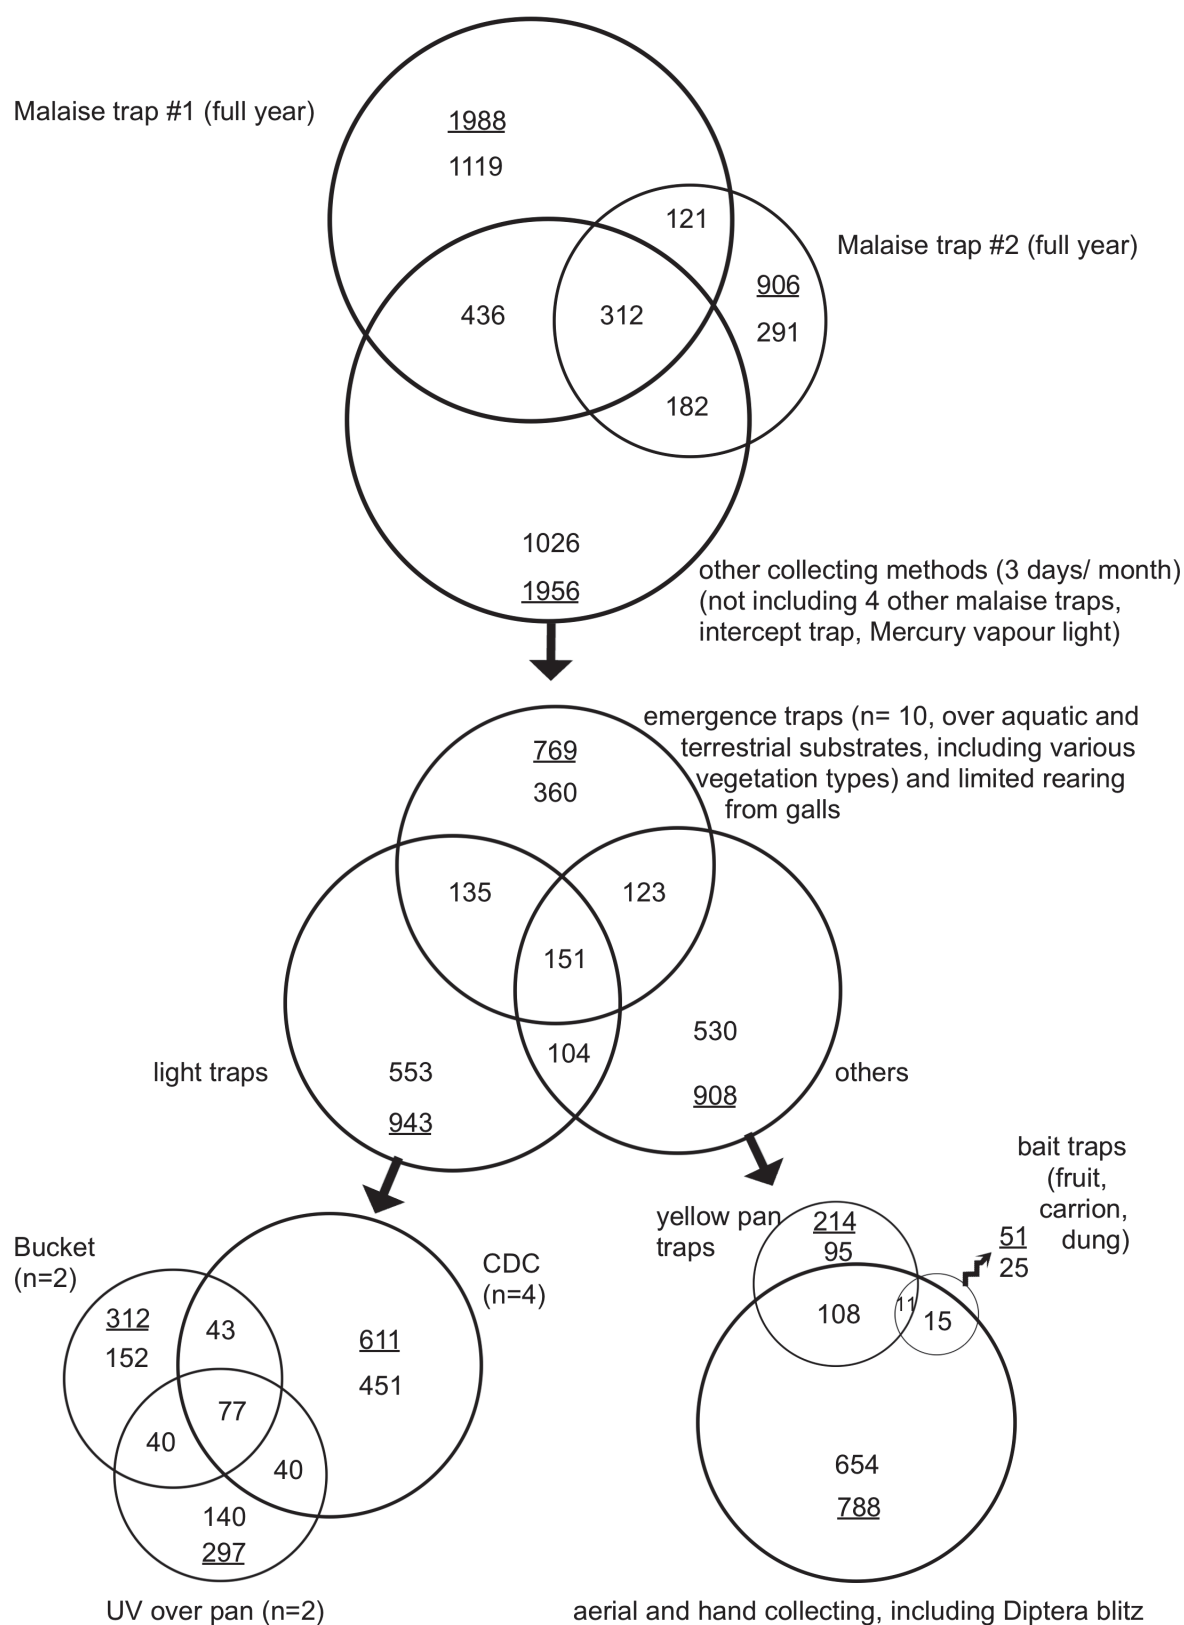 Malaise trap #1 (full year)
1988
1119
121
Malaise trap #2 (full year)
906
291
436
312
182
1026
1956
other collecting methods (3 days/ month)
(not including 4 other malaise traps,
intercept trap, Mercury vapour light)
emergence traps (n= 10, over aquatic and
terrestrial substrates, including various
vegetation types) and limited rearing
from galls
769
360
135
123
151
104
light traps
553
943
530
908
others
Bucket
(n=2)
312
152
43
CDC
(n=4)
611
451
77
40
40
140
297
UV over pan (n=2)
yellow pan
traps
214
95
bait traps
(fruit,
carrion,
dung)
51
25
108
11
15
654
788
aerial and hand collecting, including Diptera blitz